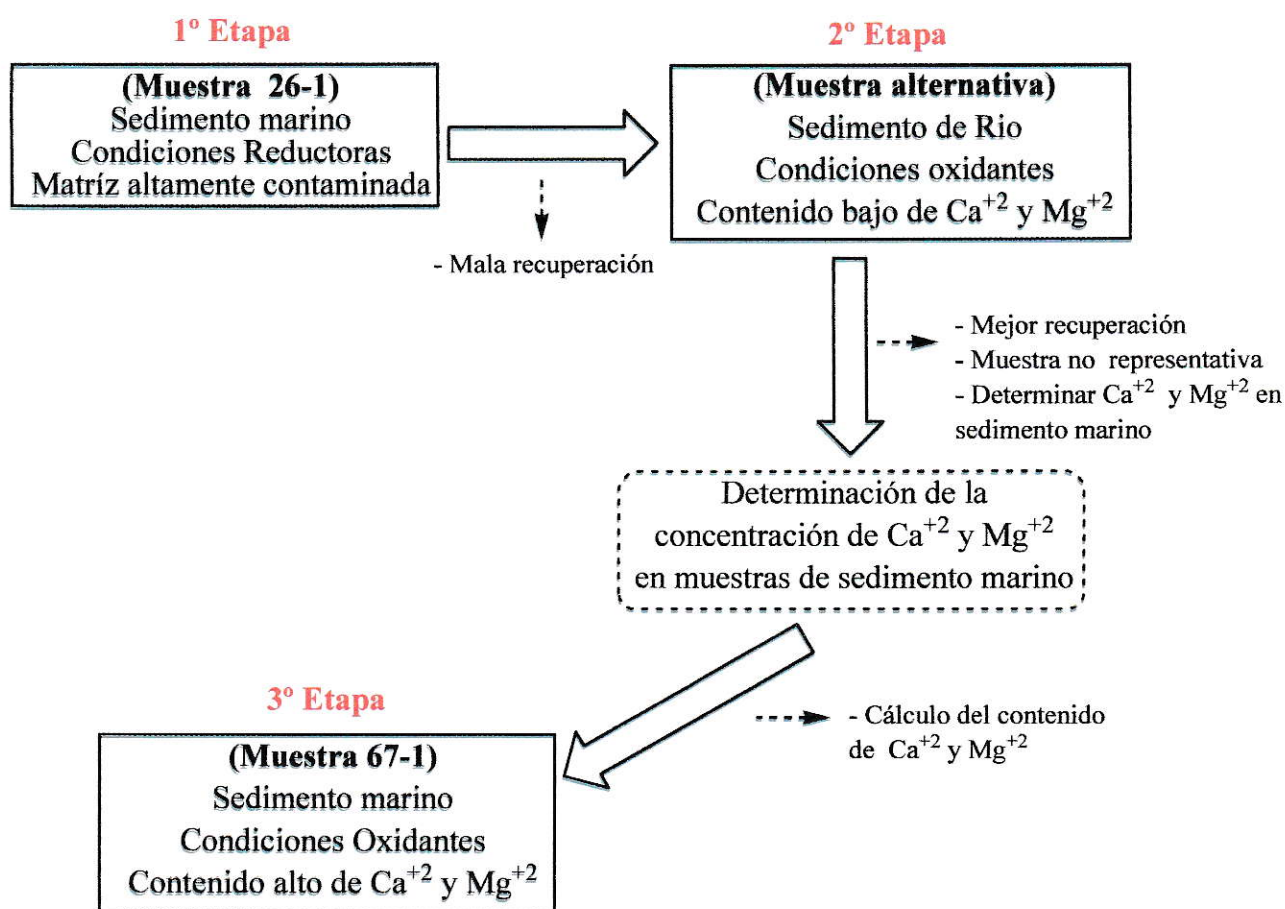 1º Etapa
(Muestra 26-1)
Sedimento marino
Condiciones Reductoras
Matríz altamente contaminada
- Mala recuperación
2º Etapa
(Muestra alternativa)
Sedimento de Rio
Condiciones oxidantes
Contenido bajo de Ca⁺² y Mg⁺²
- Mejor recuperación
- Muestra no representativa
- Determinar Ca⁺² y Mg⁺² en
sedimento marino
Determinación de la
concentración de Ca⁺² y Mg⁺²
en muestras de sedimento marino
- Cálculo del contenido
de Ca⁺² y Mg⁺²
3º Etapa
(Muestra 67-1)
Sedimento marino
Condiciones Oxidantes
Contenido alto de Ca⁺² y Mg⁺²